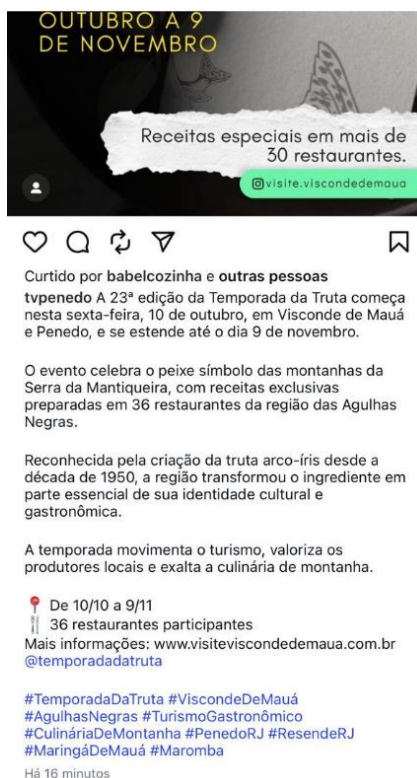 OUTUBRO A 9
DE NOVEMBRO
Receitas especiais em mais de
30 restaurantes.
visite.viscondedemaua
Curtido por babelcozinha e outras pessoas
tvpenedo A 23ª edição da Temporada da Truta começa
nesta sexta-feira, 10 de outubro, em Visconde de Mauá
e Penedo, e se estende até o dia 9 de novembro.
O evento celebra o peixe símbolo das montanhas da
Serra da Mantiqueira, com receitas exclusivas
preparadas em 36 restaurantes da região das Agulhas
Negras.
Reconhecida pela criação da truta arco-íris desde a
década de 1950, a região transformou o ingrediente em
parte essencial de sua identidade cultural e
gastronômica.
A temporada movimenta o turismo, valoriza os
produtores locais e exalta a culinária de montanha.
📍 De 10/10 a 9/11
🍴 36 restaurantes participantes
Mais informações: www.visiteviscondedemaua.com.br
@temporadadatruta
#TemporadaDaTruta #ViscondeDeMauá
#AgulhasNegras #TurismoGastronômico
#CulináriaDeMontanha #PenedoRJ #ResendeRJ
#MaringáDeMauá #Maromba
Há 16 minutos